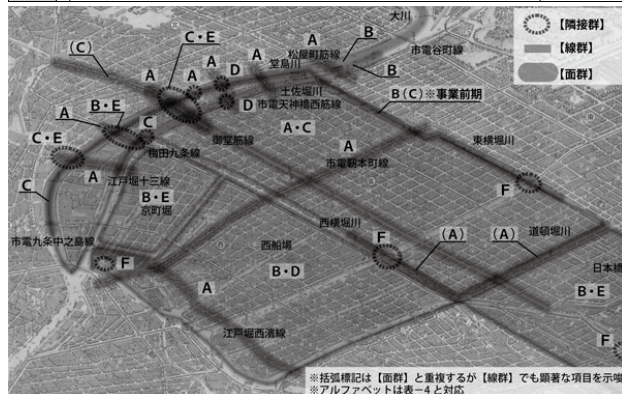 大川
(C)
C・E
A
松屋町筋線
B
市電谷町線
【隣接群】
A
A
A
D
堂島川
B
【線群】
土佐堀川
D
市電天神橋西筋線
B(C)※事業前期
【面群】
A
B・E
C
御堂筋線
A・C
A
東横堀川
C・E
梅田九条線
市電靭本町線
A
江戸堀十三線
F
C
B・E
京町堀
西横堀川
(A)
(A)
道頓堀川
市電九条中之島線
F
西船場
F
B・D
日本橋
A
B・E
江戸堀西濱線
F
※括弧標記は【面群】と重複するが【線群】でも顕著な項目を示唆
※アルファベットは表−4と対応